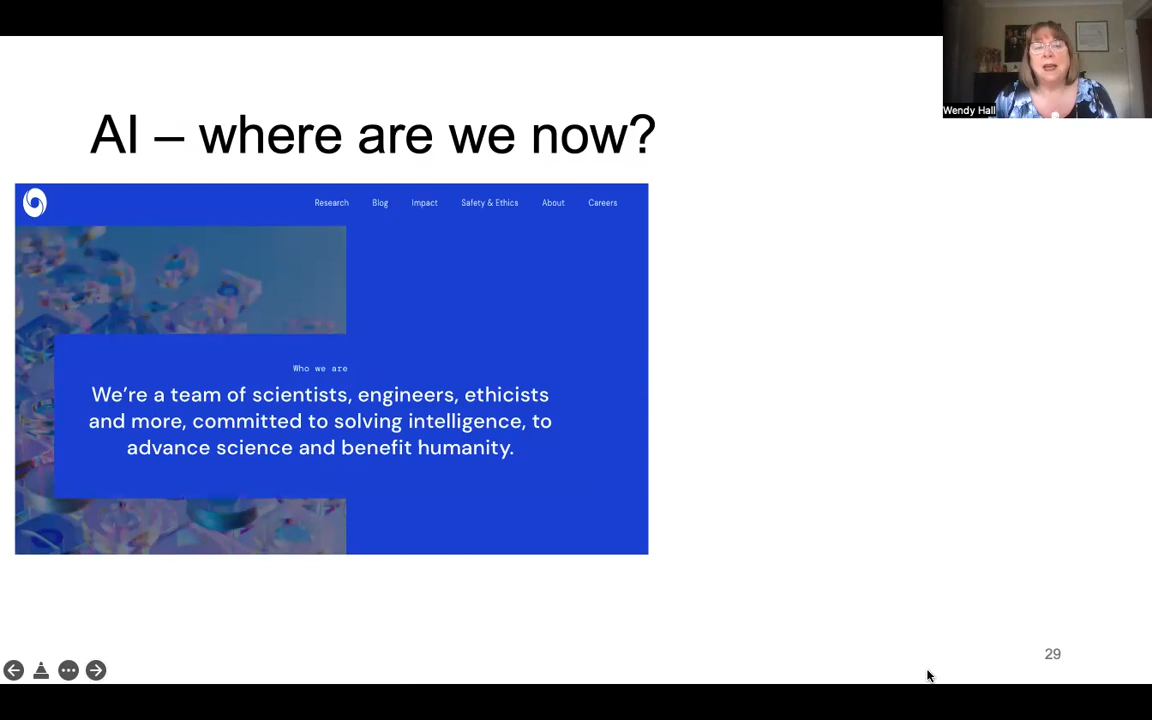 Wendy Hall
AI – where are we now?
Research Blog Impact Safety & Ethics About Careers
Who we are
We're a team of scientists, engineers, ethicists
and more, committed to solving intelligence, to
advance science and benefit humanity.
29